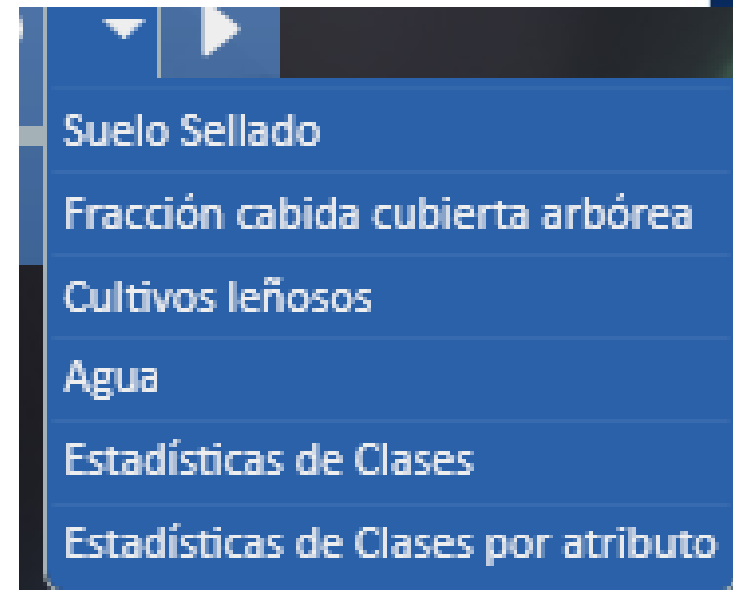 Suelo Sellado
Fracción cabida cubierta arbórea
Cultivos leñosos
Agua
Estadísticas de Clases
Estadísticas de Clases por atributo